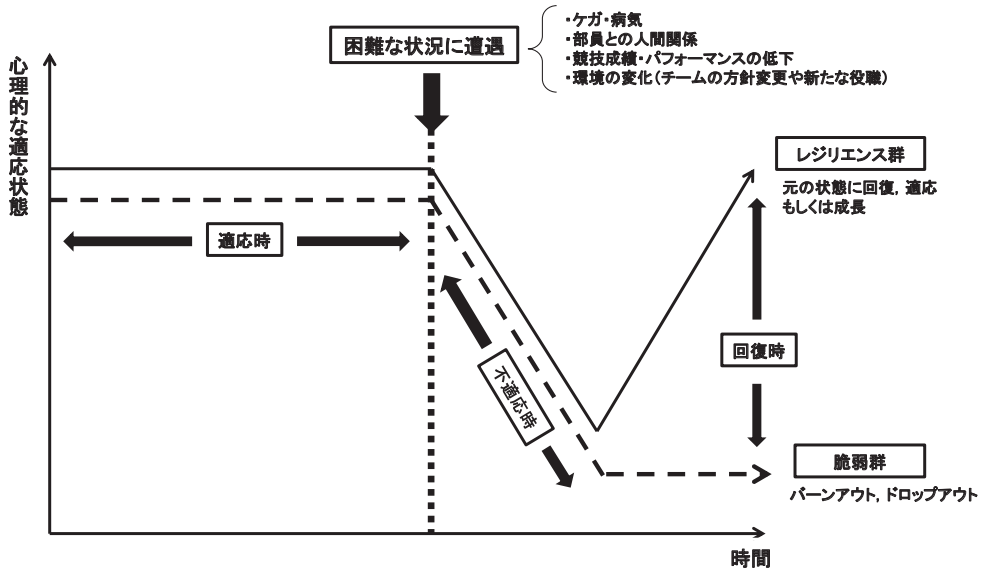 困難な状況に遭遇
・ケガ・病気
・部員との人間関係
・競技成績・パフォーマンスの低下
・環境の変化（チームの方針変更や新たな役職）
心理的な適応状態
レジリエンス群
元の状態に回復，適応
もしくは成長
適応時
不適応時
回復時
脆弱群
バーンアウト，ドロップアウト
時間